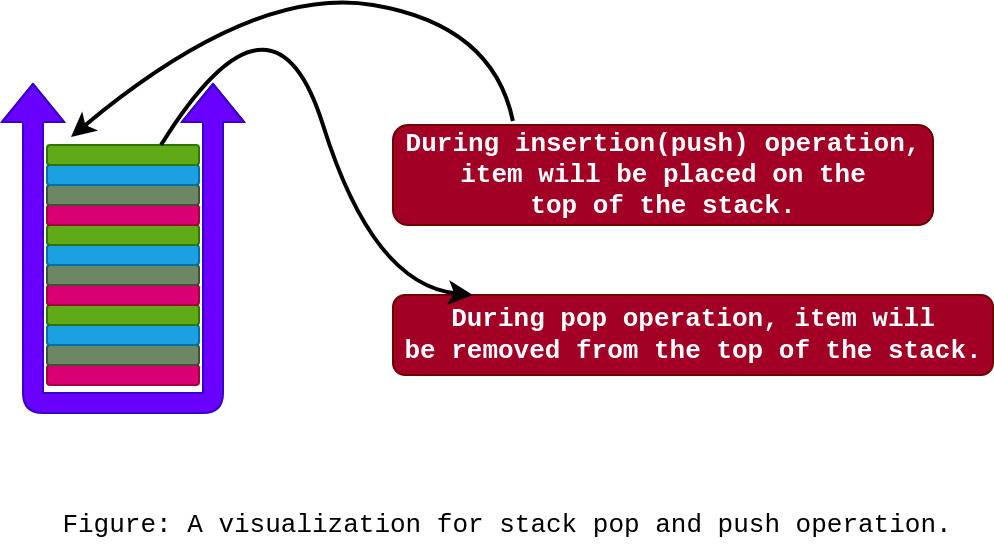 During insertion(push) operation,
item will be placed on the
top of the stack.
During pop operation, item will
be removed from the top of the stack.
Figure: A visualization for stack pop and push operation.